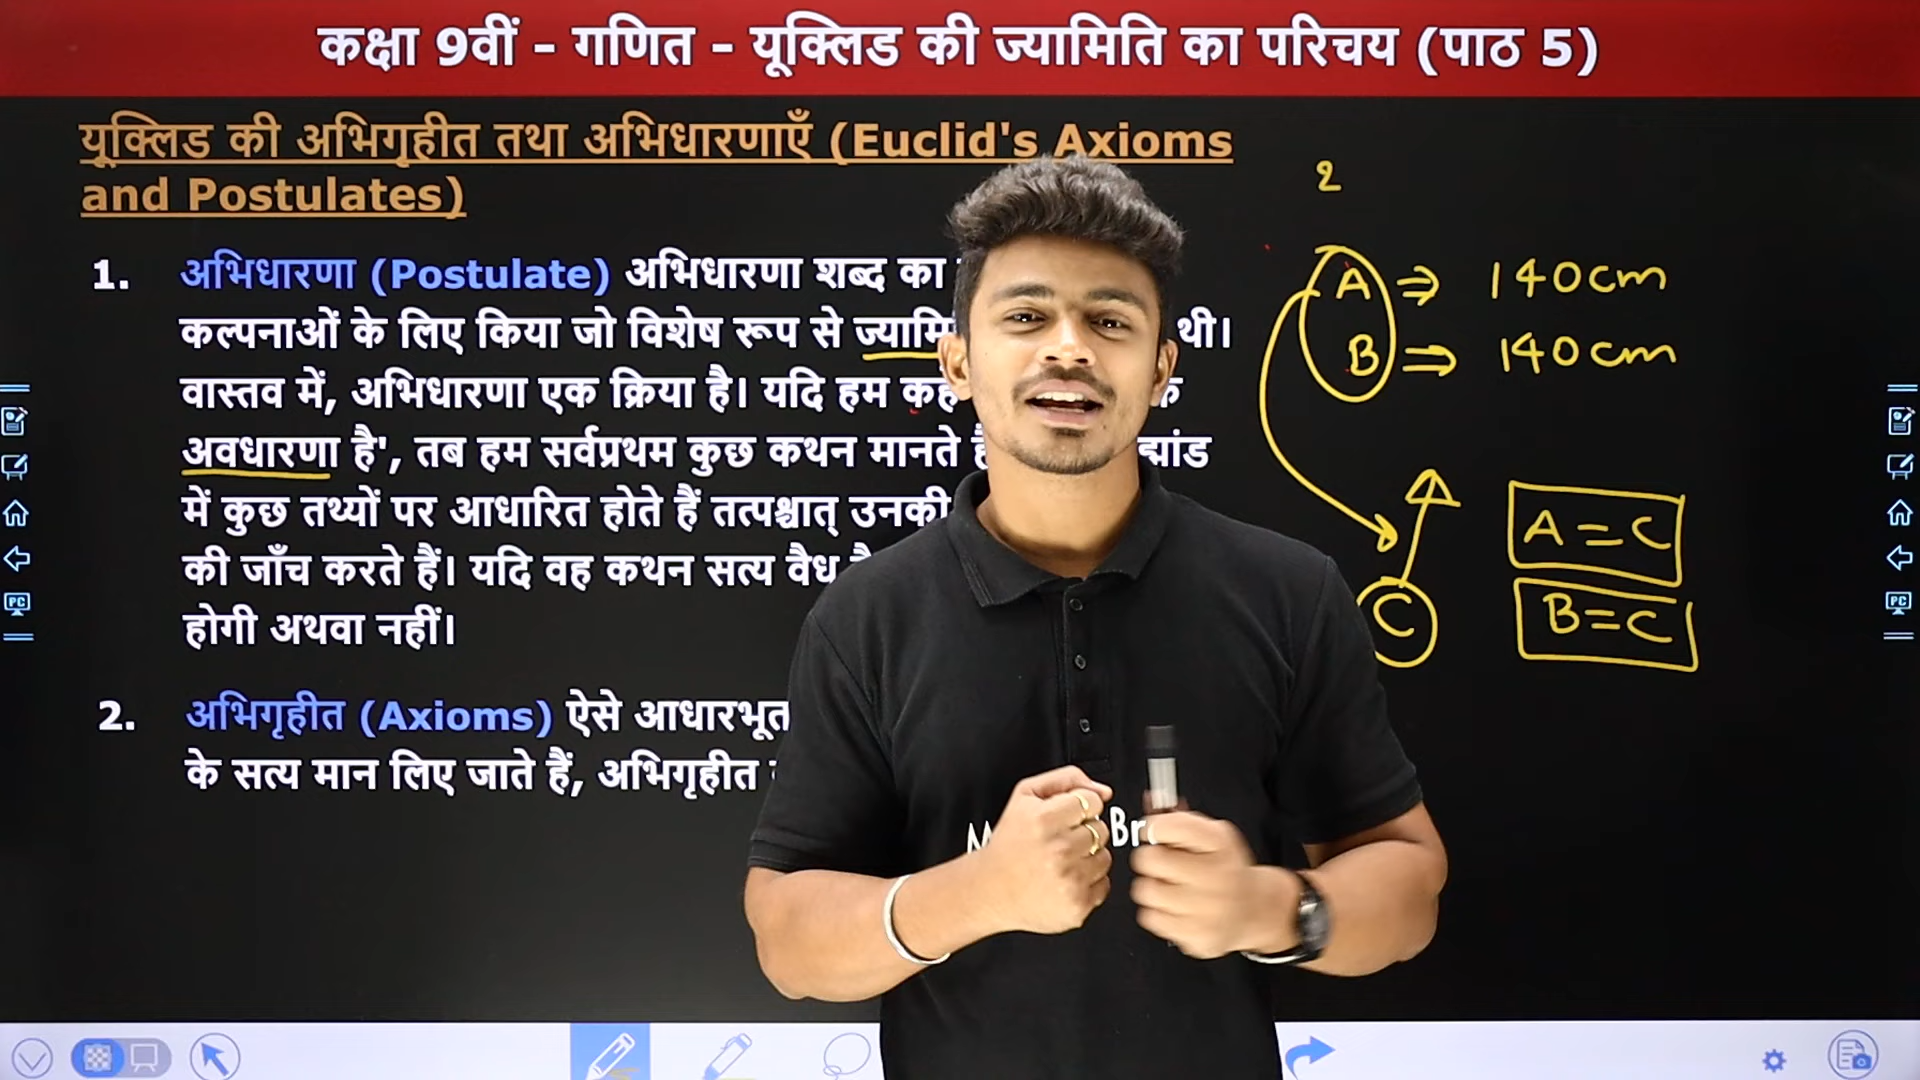 कक्षा 9वीं - गणित - यूक्लिड की ज्यामिति का परिचय (पाठ 5)
यूक्लिड की अभिगृहीत तथा अभिधारणाएँ (Euclid's Axioms
and Postulates)
1. अभिधारणा (Postulate) अभिधारणा शब्द का
कल्पनाओं के लिए किया जो विशेष रूप से थी।
वास्तव में, अभिधारणा एक क्रिया है। यदि हम
अवधारणा है', तब हम सर्वप्रथम कुछ कथन मानते
में कुछ तथ्यों पर आधारित होते हैं तत्पश्चात् उनकी
की जाँच करते हैं। यदि वह कथन सत्य वैध
होगी अथवा नहीं।
2. अभिगृहीत (Axioms) ऐसे आधारभूत
के सत्य मान लिए जाते हैं, अभिगृहीत
2
A ⇒ 140cm
B ⇒ 140cm
A=C
B=C
C
PC
PC